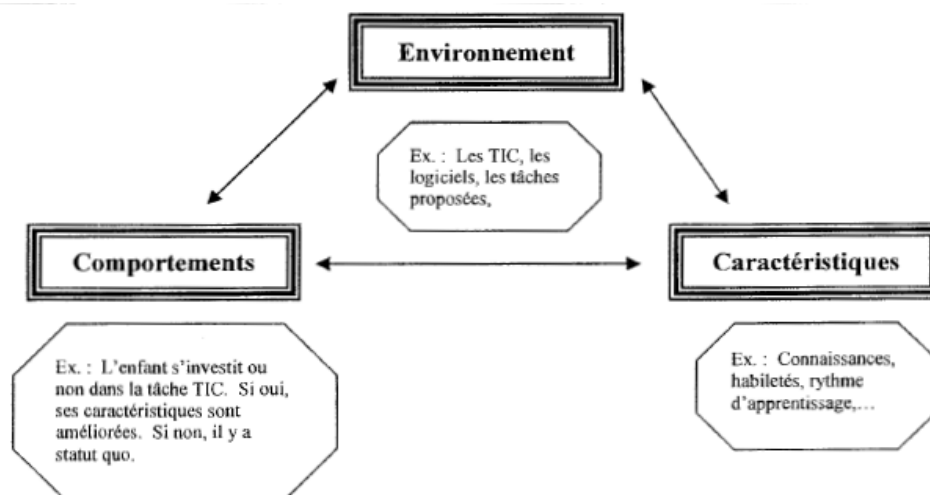 Environnement
Ex. : Les TIC, les
logiciels, les tâches
proposées,
Comportements
Caractéristiques
Ex. : L'enfant s'investit ou
non dans la tâche TIC. Si oui,
ses caractéristiques sont
améliorées. Si non, il y a
statut quo.
Ex. : Connaissances,
habiletés, rythme
d'apprentissage,...